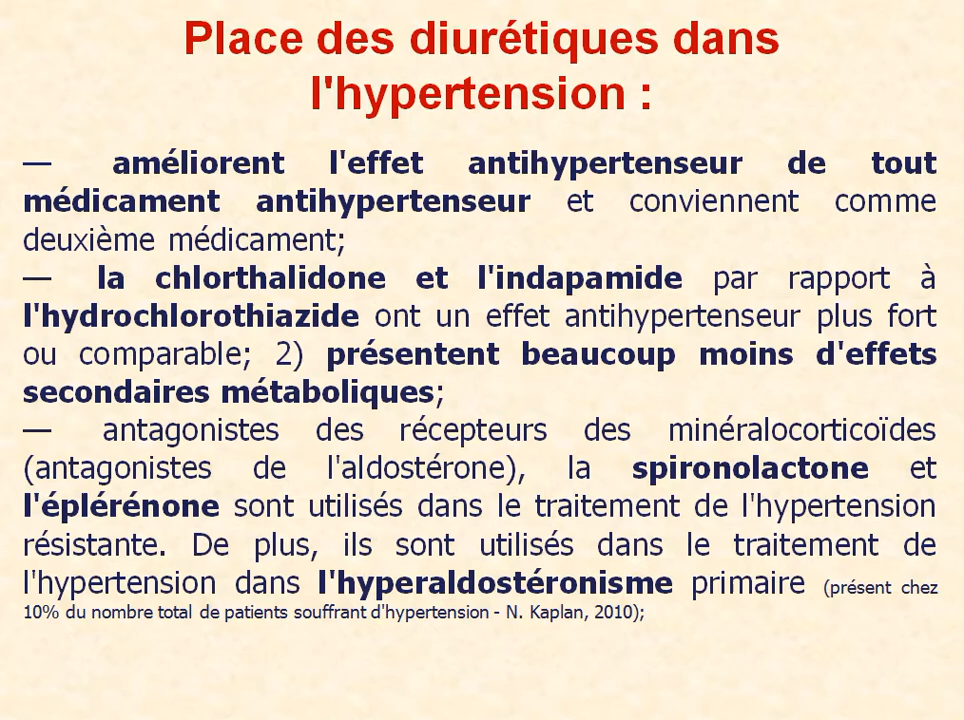 Place des diurétiques dans
l'hypertension :
— améliorent l'effet antihypertenseur de tout
médicament antihypertenseur et conviennent comme
deuxième médicament;
— la chlorthalidone et l'indapamide par rapport à
l'hydrochlorothiazide ont un effet antihypertenseur plus fort
ou comparable; 2) présentent beaucoup moins d'effets
secondaires métaboliques;
— antagonistes des récepteurs des minéralocorticoïdes
(antagonistes de l'aldostérone), la spironolactone et
l'éplérénone sont utilisés dans le traitement de l'hypertension
résistante. De plus, ils sont utilisés dans le traitement de
l'hypertension dans l'hyperaldostéronisme primaire (présent chez
10% du nombre total de patients souffrant d'hypertension - N. Kaplan, 2010);